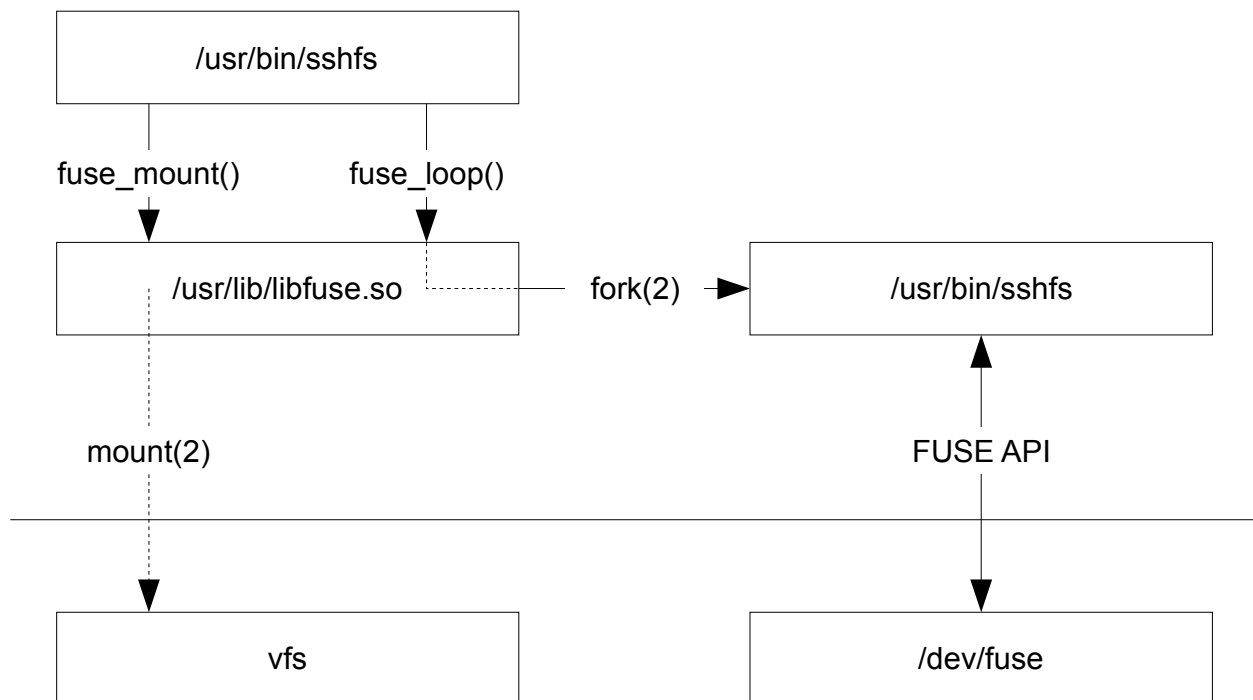 /usr/bin/sshfs
fuse_mount()
fuse_loop()
/usr/lib/libfuse.so
fork(2)
/usr/bin/sshfs
mount(2)
FUSE API
vfs
/dev/fuse